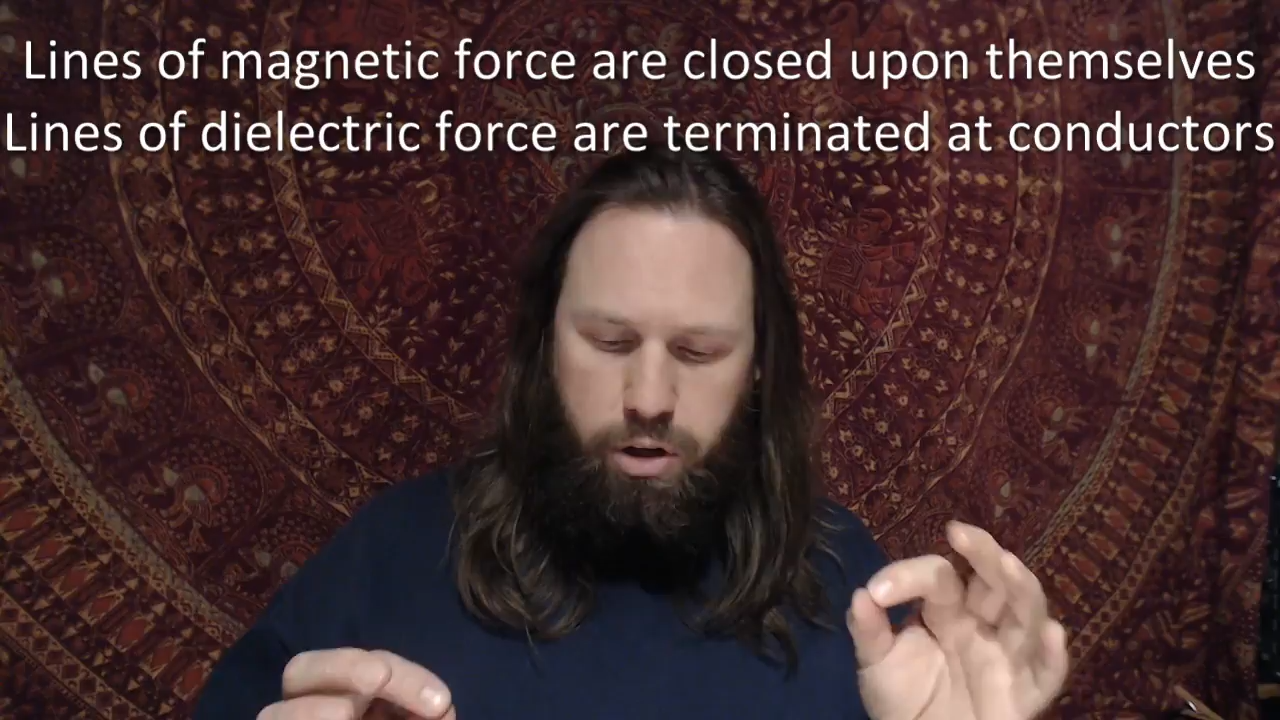 Lines of magnetic force are closed upon themselves
Lines of dielectric force are terminated at conductors